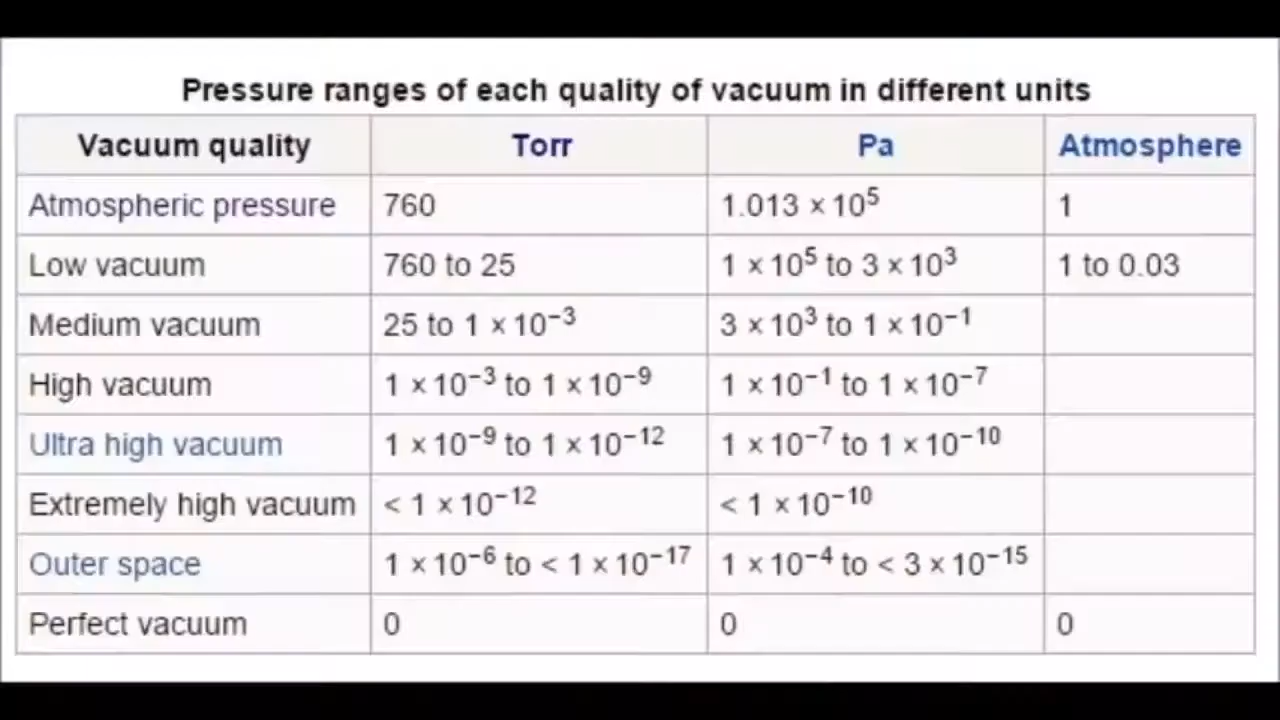 Pressure ranges of each quality of vacuum in different units
Vacuum quality Torr Pa Atmosphere
Atmospheric pressure 760 1.013 × 10⁵ 1
Low vacuum 760 to 25 1 × 10⁵ to 3 × 10³ 1 to 0.03
Medium vacuum 25 to 1 × 10⁻³ 3 × 10³ to 1 × 10⁻¹
High vacuum 1 × 10⁻³ to 1 × 10⁻⁹ 1 × 10⁻¹ to 1 × 10⁻⁷
Ultra high vacuum 1 × 10⁻⁹ to 1 × 10⁻¹² 1 × 10⁻⁷ to 1 × 10⁻¹⁰
Extremely high vacuum < 1 × 10⁻¹² < 1 × 10⁻¹⁰
Outer space 1 × 10⁻⁶ to < 1 × 10⁻¹⁷ 1 × 10⁻⁴ to < 3 × 10⁻¹⁵
Perfect vacuum 0 0 0